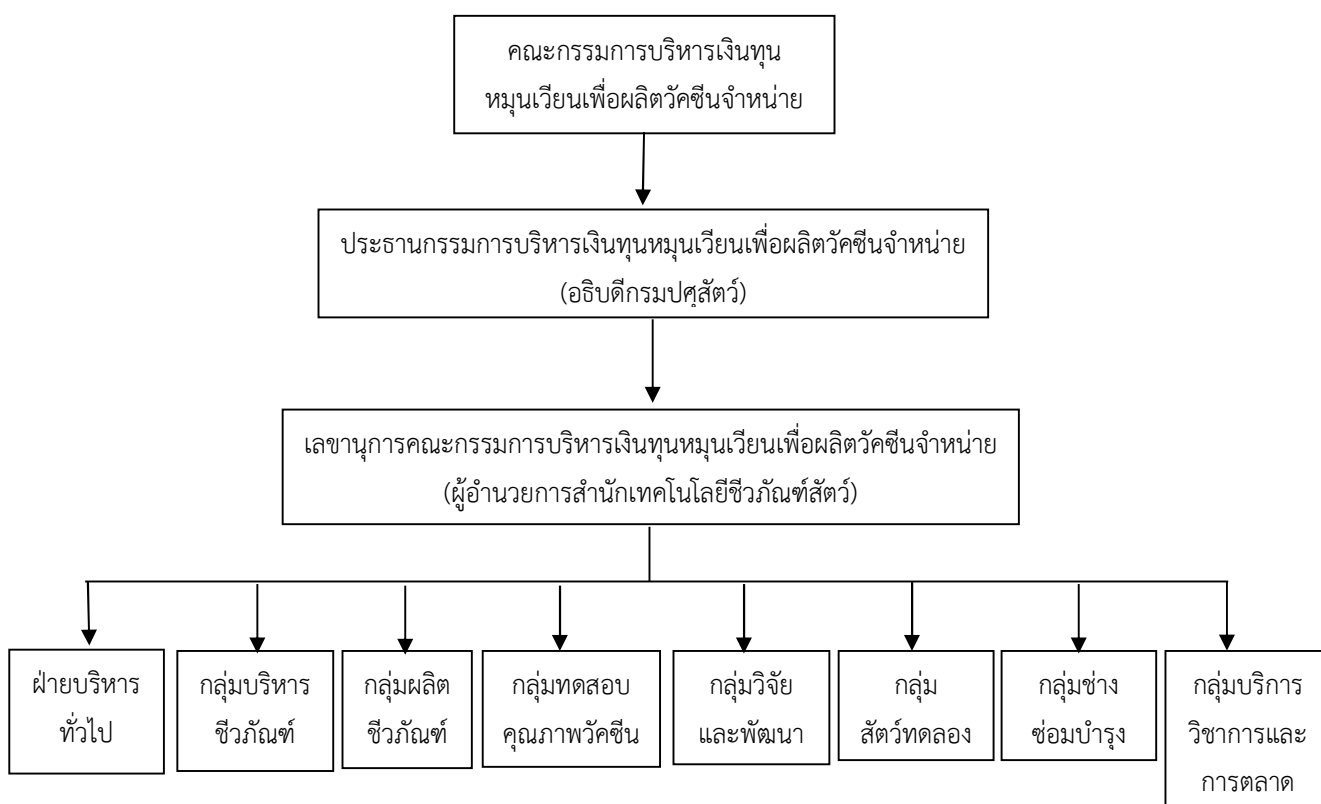 คณะกรรมการบริหารเงินทุน
หมุนเวียนเพื่อผลิตวัคซีนจำหน่าย
ประธานกรรมการบริหารเงินทุนหมุนเวียนเพื่อผลิตวัคซีนจำหน่าย
(อธิบดีกรมปศุสัตว์)
เลขานุการคณะกรรมการบริหารเงินทุนหมุนเวียนเพื่อผลิตวัคซีนจำหน่าย
(ผู้อำนวยการสำนักเทคโนโลยีชีวภัณฑ์สัตว์)
ฝ่ายบริหาร
ทั่วไป
กลุ่มบริหาร
ชีวภัณฑ์
กลุ่มผลิต
ชีวภัณฑ์
กลุ่มทดสอบ
คุณภาพวัคซีน
กลุ่มวิจัย
และพัฒนา
กลุ่ม
สัตว์ทดลอง
กลุ่มช่าง
ซ่อมบำรุง
กลุ่มบริการ
วิชาการและ
การตลาด